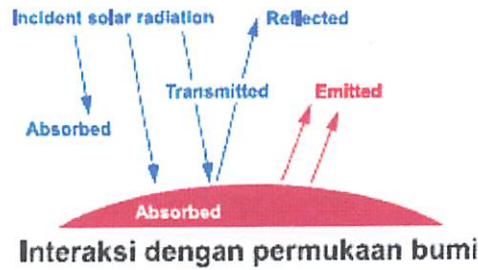 Incident solar radiation
Reflected
Transmitted
Emitted
Absorbed
Absorbed
Interaksi dengan permukaan bumi